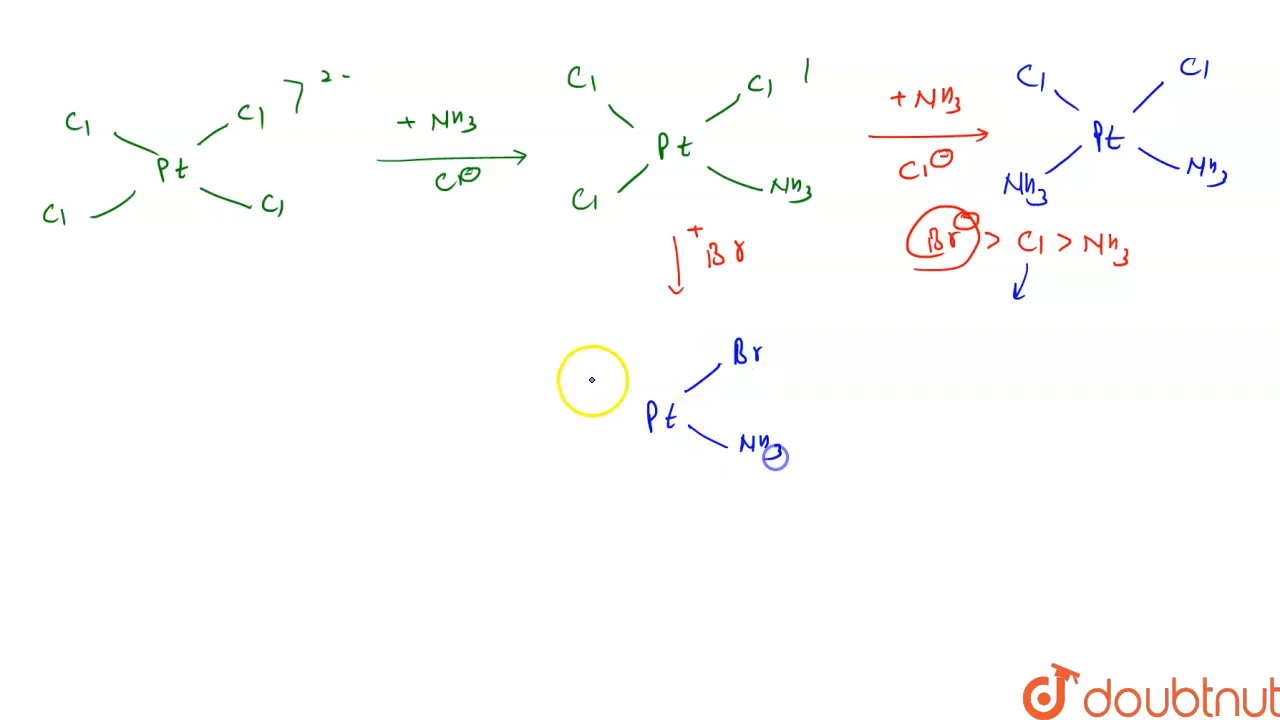 Cl Cl ⌉ 2-
Pt
Cl Cl
+ NH3
Cl⊖
Cl Cl
Pt
Cl NH3
+ NH3
Cl⊖
Cl Cl
Pt
NH3 NH3
Br⊖ > Cl > NH3
+ Br
Br
Pt
NH3
doubtnut